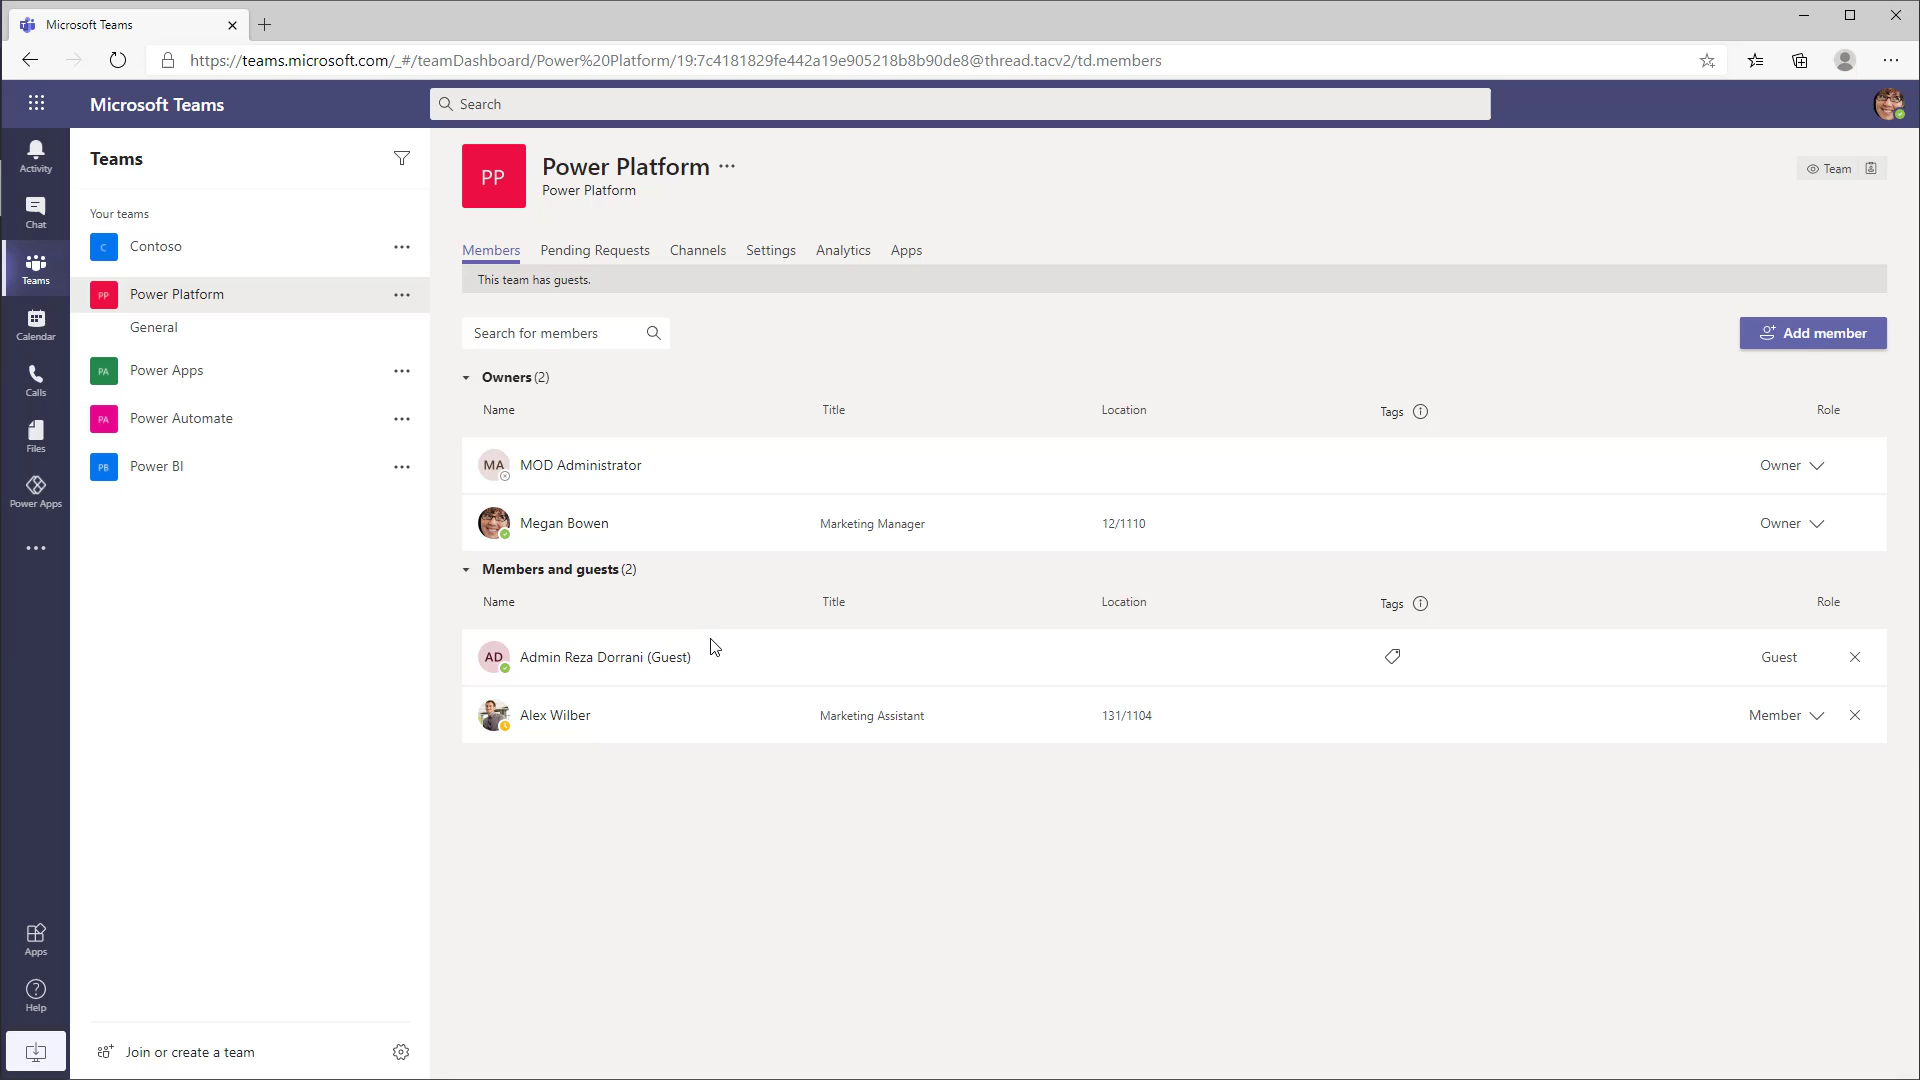 Microsoft Teams
https://teams.microsoft.com/_#/teamDashboard/Power%20Platform/19:7c4181829fe442a19e905218b8b90de8@thread.tacv2/td.members
Microsoft Teams
Search
Activity
Chat
Teams
Calendar
Calls
Files
Power Apps
Apps
Help
Teams
Your teams
C
Contoso
PP
Power Platform
General
PA
Power Apps
PA
Power Automate
PB
Power BI
Join or create a team
PP
Power Platform
Power Platform
Team
Members Pending Requests Channels Settings Analytics Apps
This team has guests.
Search for members
Add member
Owners (2)
Name Title Location Tags Role
MA MOD Administrator Owner
Megan Bowen Marketing Manager 12/1110 Owner
Members and guests (2)
Name Title Location Tags Role
AD Admin Reza Dorrani (Guest) Guest
Alex Wilber Marketing Assistant 131/1104 Member